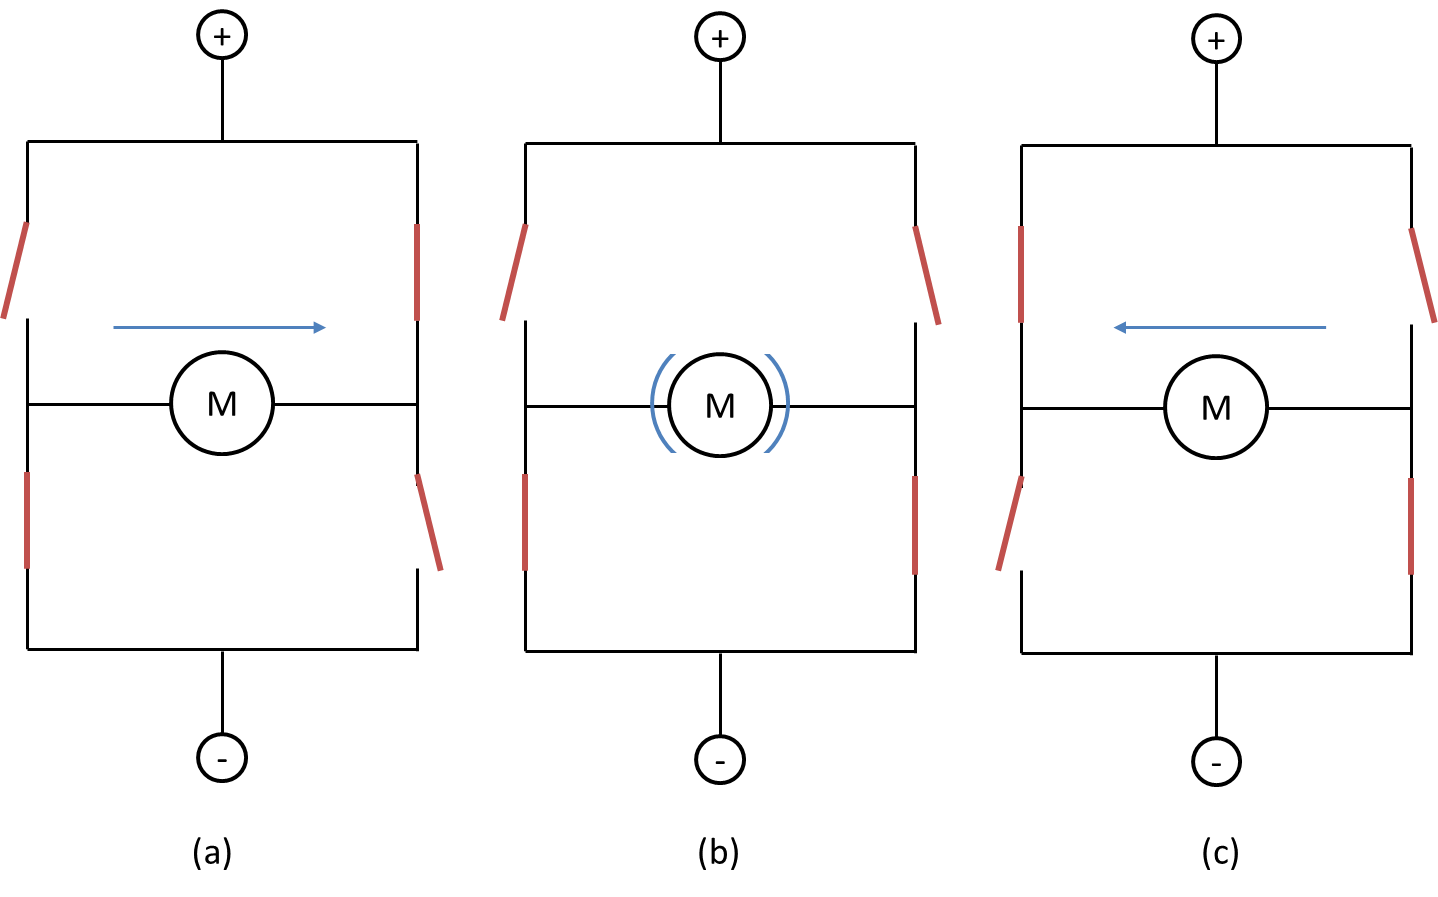 + + +
M M M
- - -
(a) (b) (c)